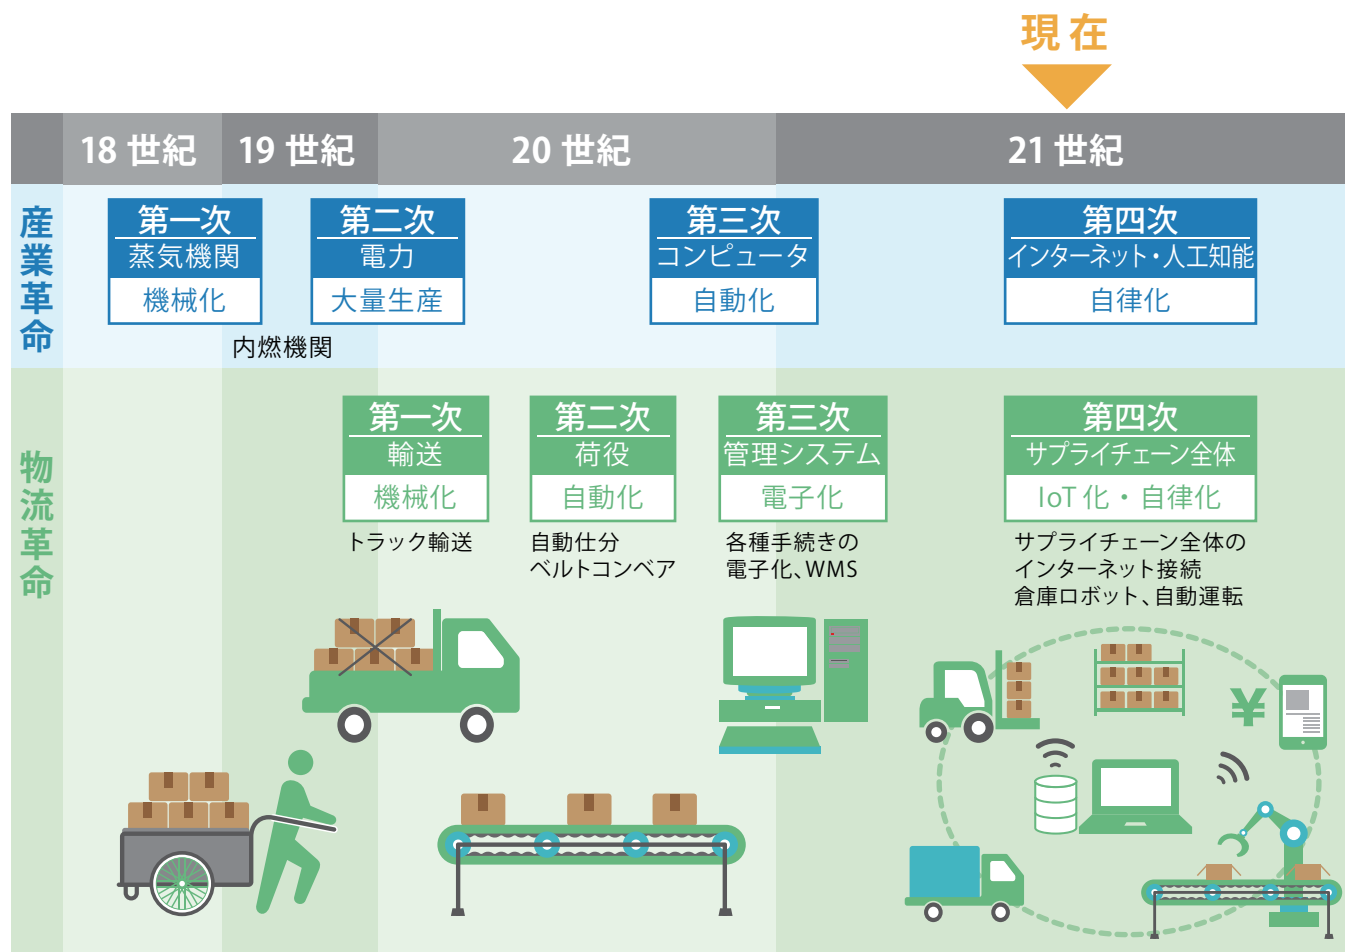 現在
18 世紀
19 世紀
20 世紀
21 世紀
産業革命
第一次
蒸気機関
機械化
第二次
電力
大量生産
第三次
コンピュータ
自動化
第四次
インターネット・人工知能
自律化
内燃機関
物流革命
第一次
輸送
機械化
トラック輸送
第二次
荷役
自動化
自動仕分
ベルトコンベア
第三次
管理システム
電子化
各種手続きの
電子化、WMS
第四次
サプライチェーン全体
IoT 化・自律化
サプライチェーン全体の
インターネット接続
倉庫ロボット、自動運転
¥